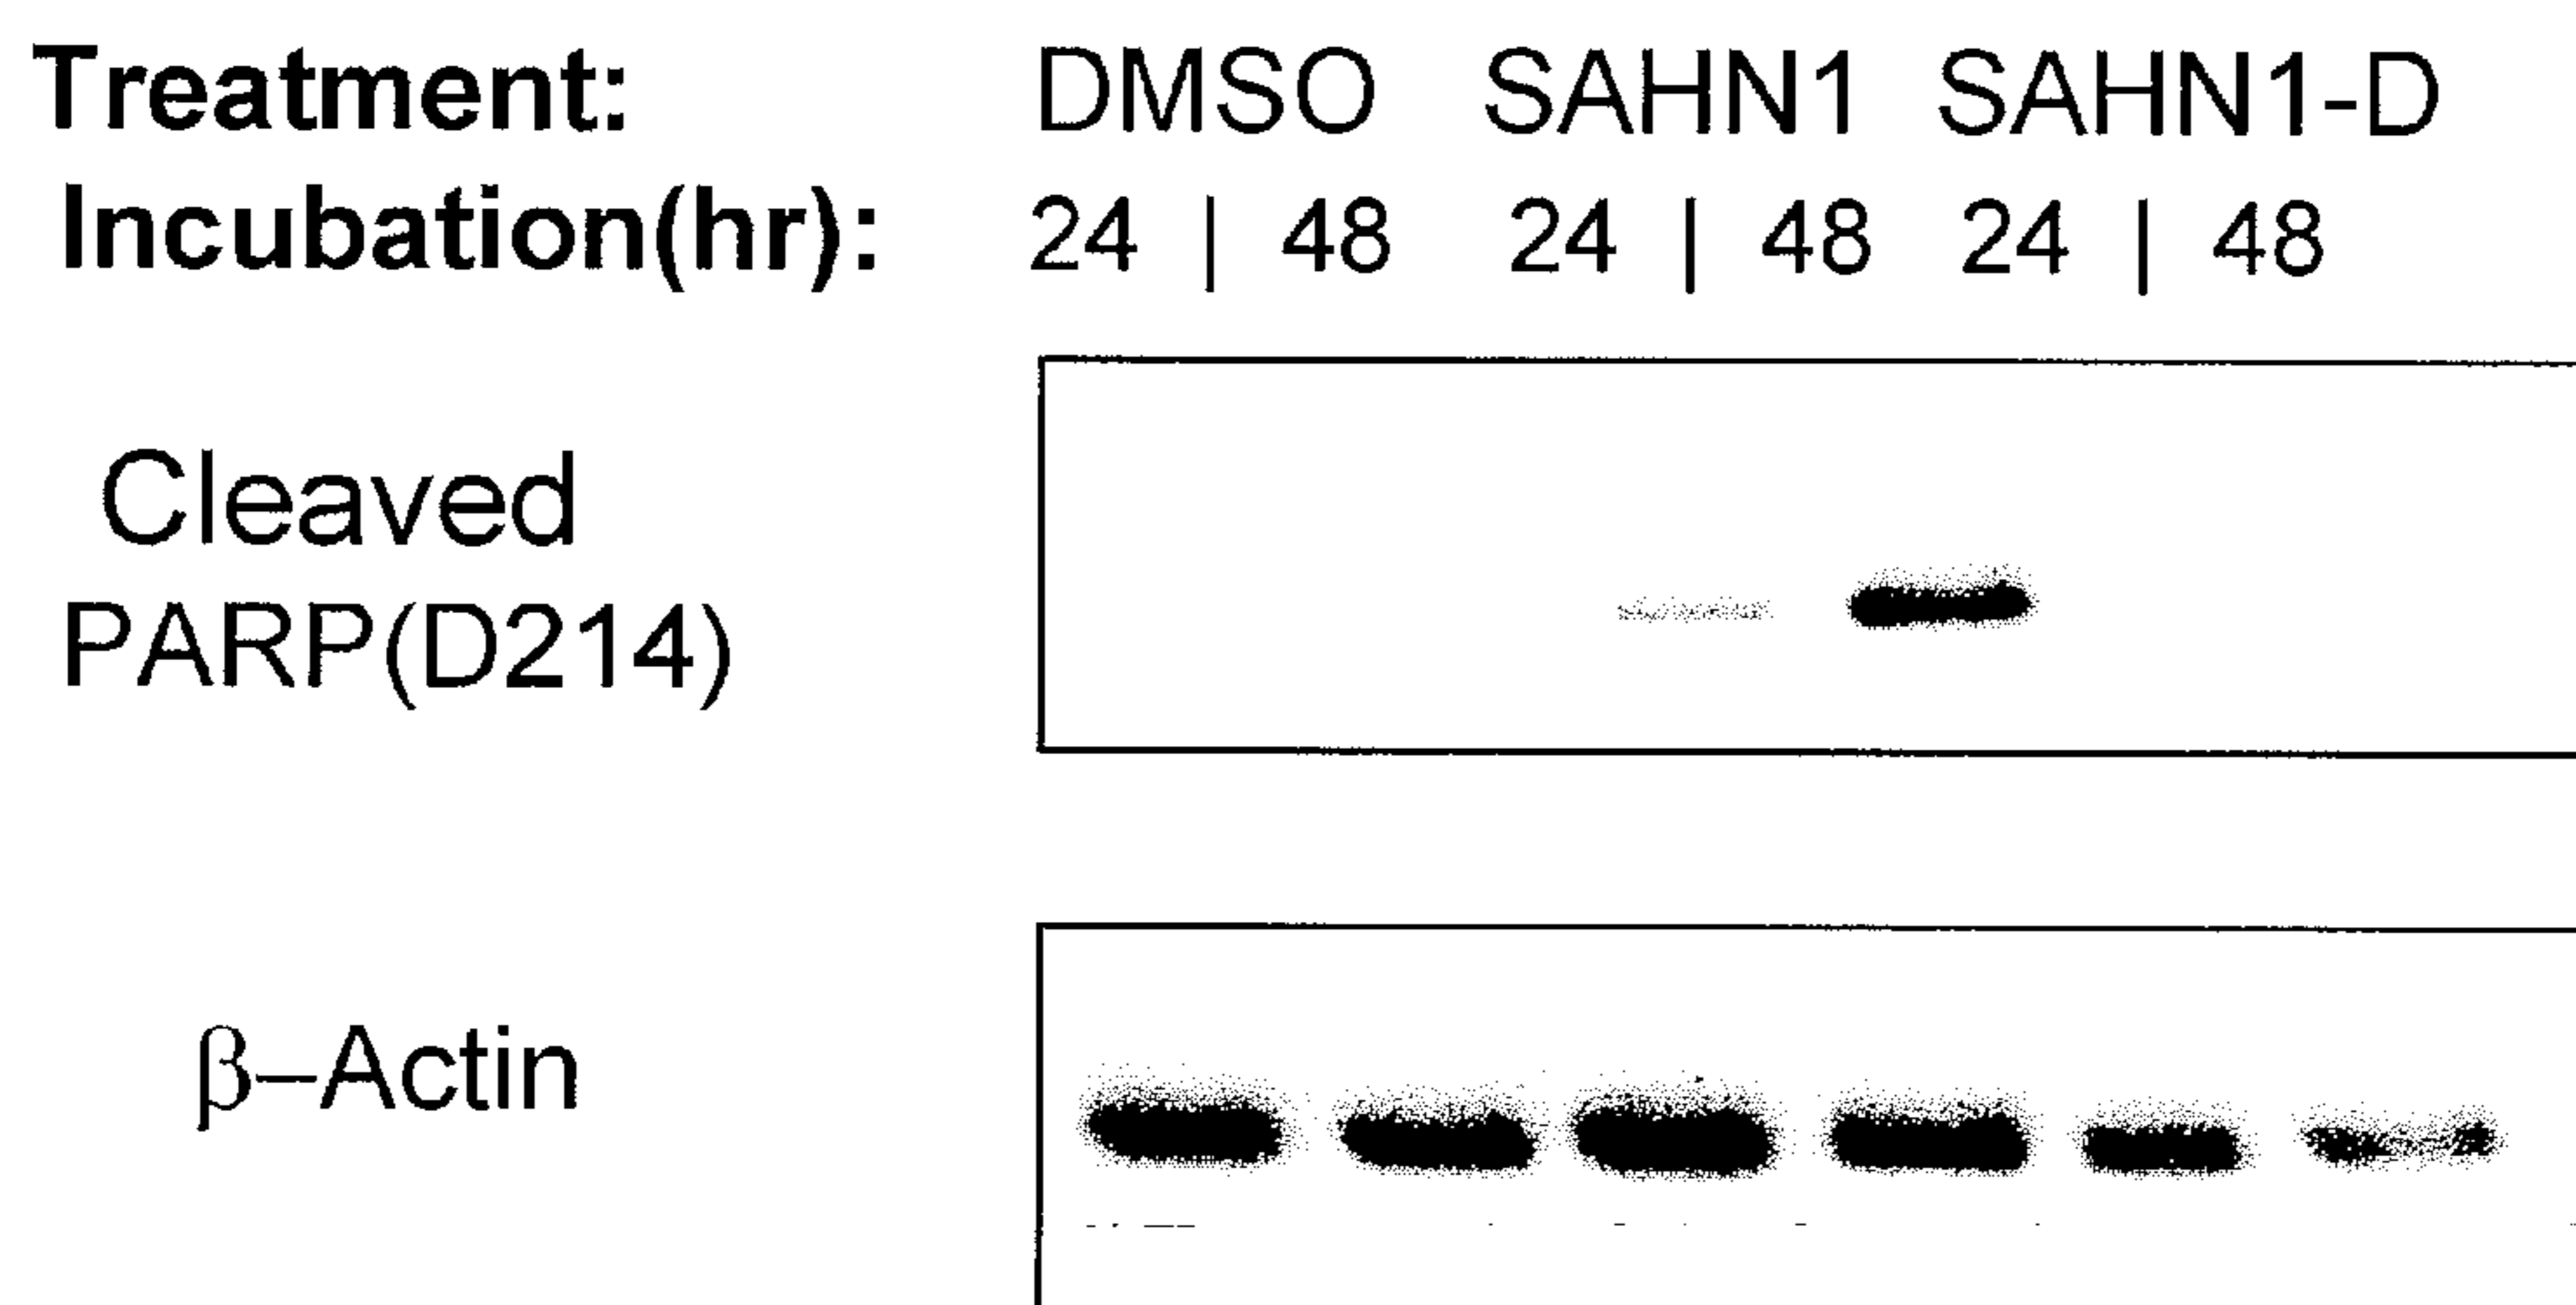 Treatment: DMSO SAHN1 SAHN1-D
Incubation(hr): 24 | 48 24 | 48 24 | 48
Cleaved
PARP(D214)
β–Actin